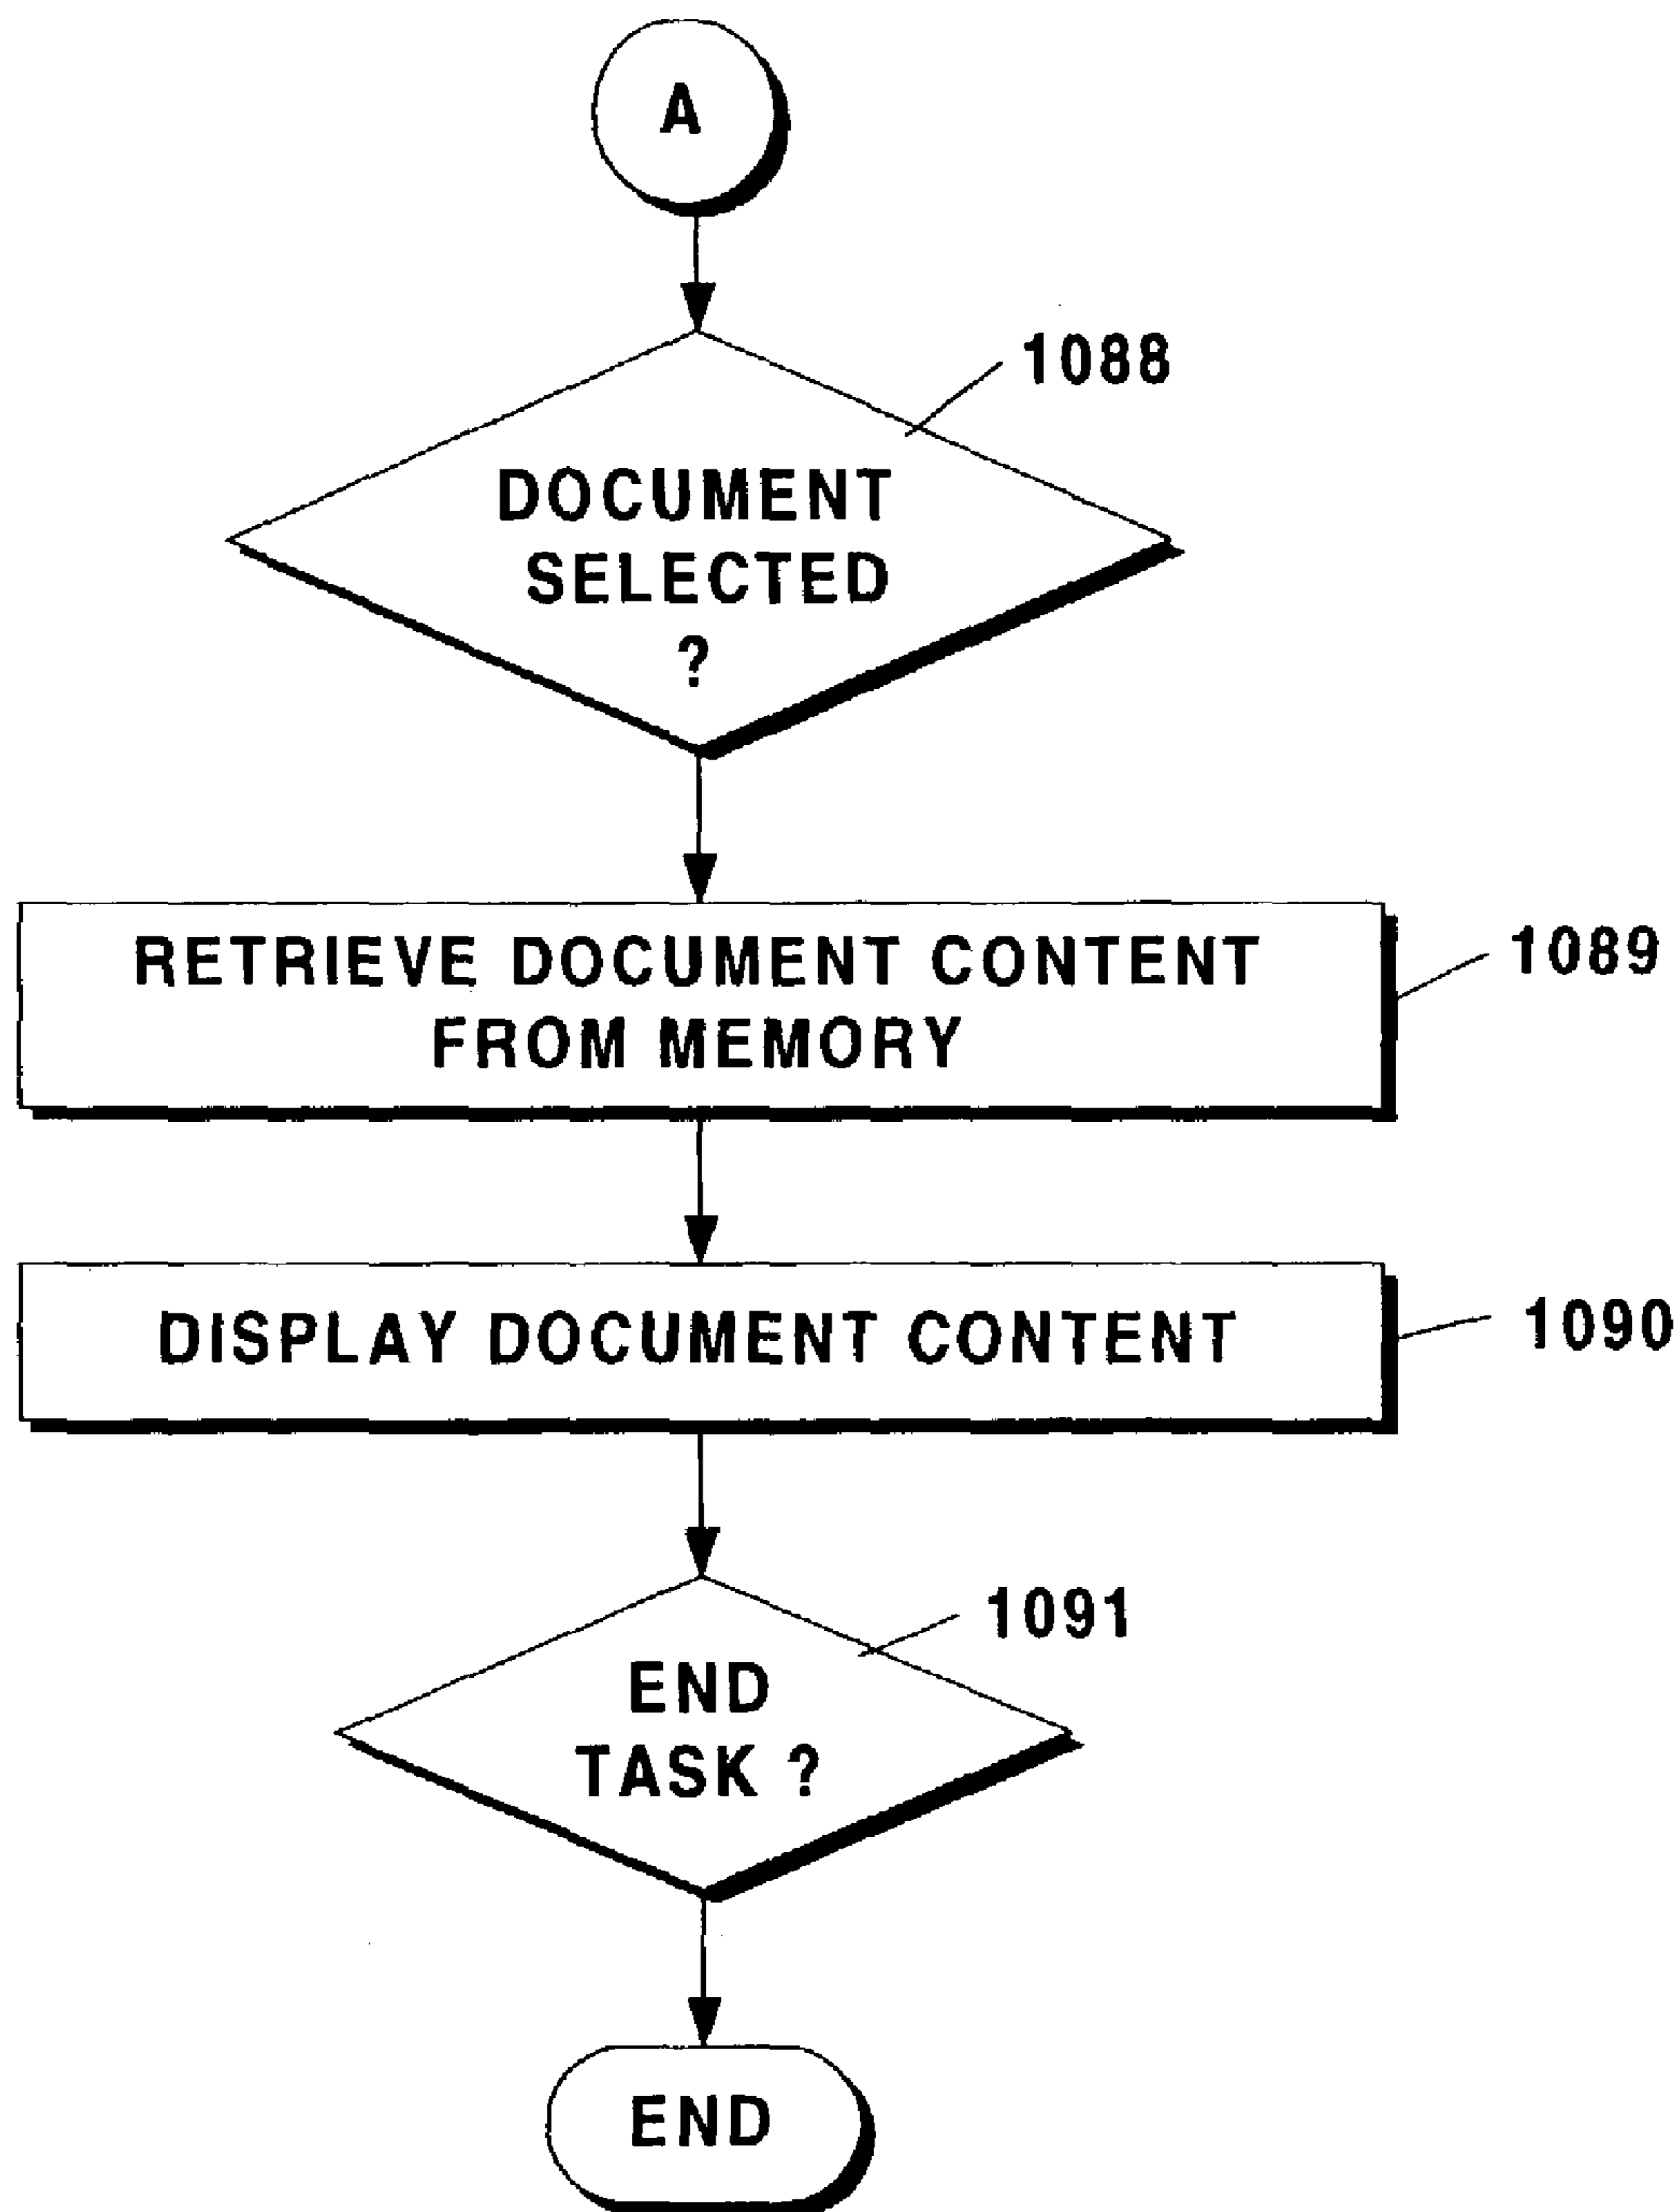 A
1088
DOCUMENT
SELECTED
?
RETRIEVE DOCUMENT CONTENT
FROM MEMORY
1089
DISPLAY DOCUMENT CONTENT
1090
1091
END
TASK ?
END